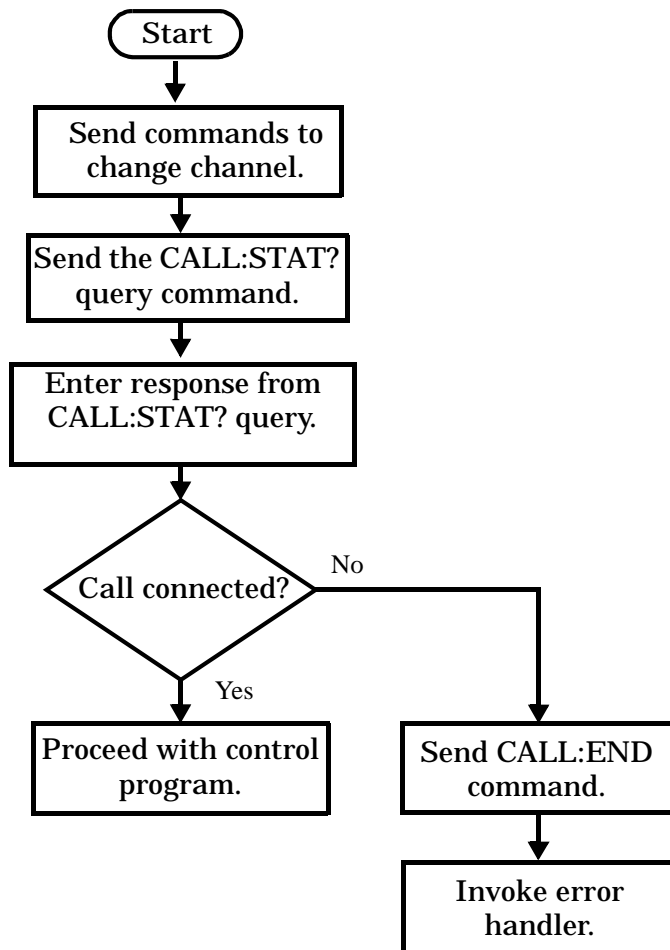 Start
Send commands to
change channel.
Send the CALL:STAT?
query command.
Enter response from
CALL:STAT? query.
Call connected?
No
Yes
Proceed with control
program.
Send CALL:END
command.
Invoke error
handler.